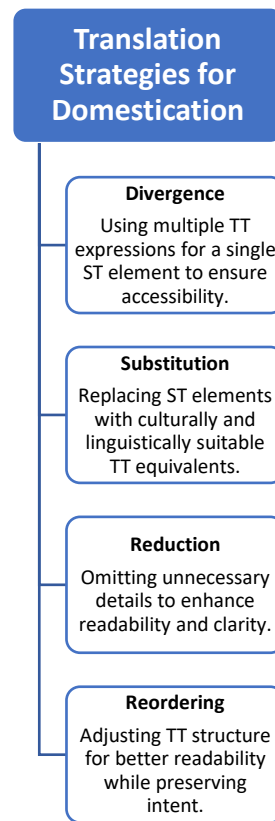 Translation
Strategies for
Domestication
Divergence
Using multiple TT
expressions for a single
ST element to ensure
accessibility.
Substitution
Replacing ST elements
with culturally and
linguistically suitable
TT equivalents.
Reduction
Omitting unnecessary
details to enhance
readability and clarity.
Reordering
Adjusting TT structure
for better readability
while preserving
intent.